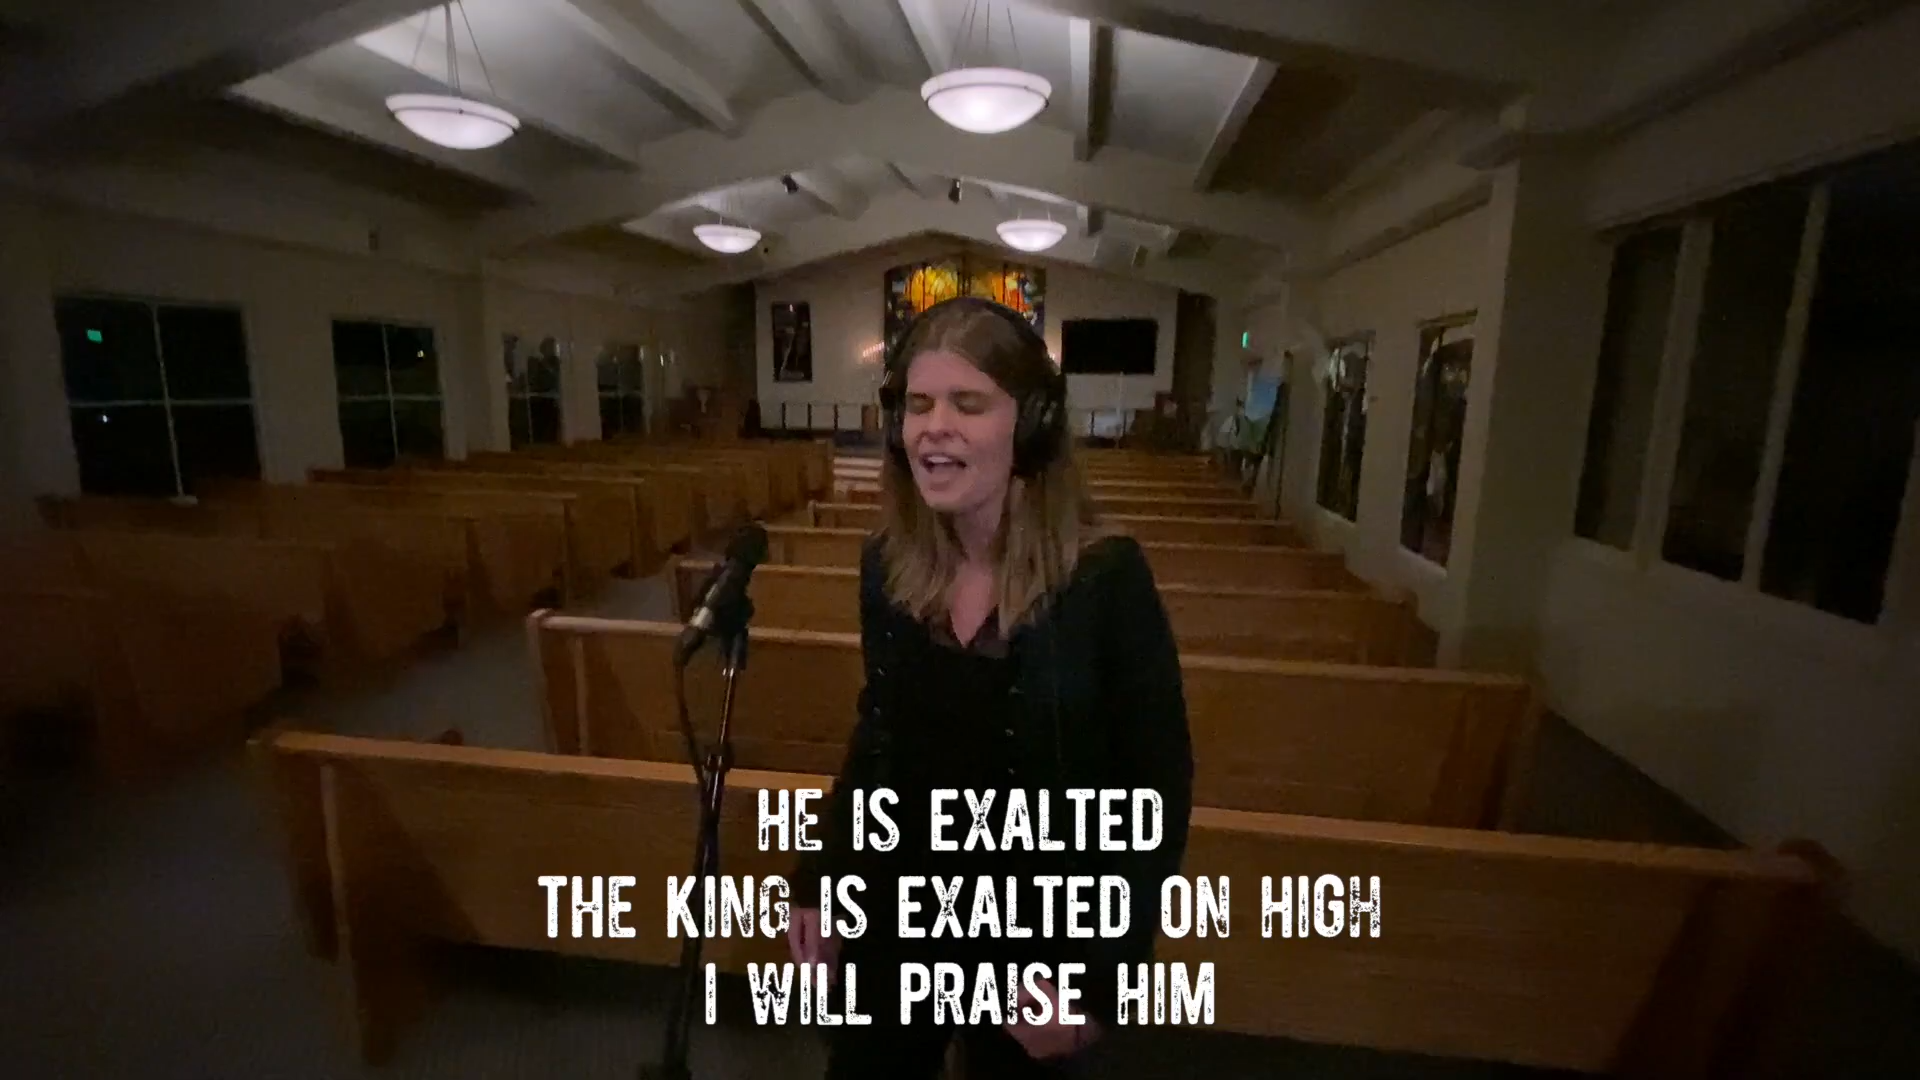 HE IS EXALTED
THE KING IS EXALTED ON HIGH
I WILL PRAISE HIM